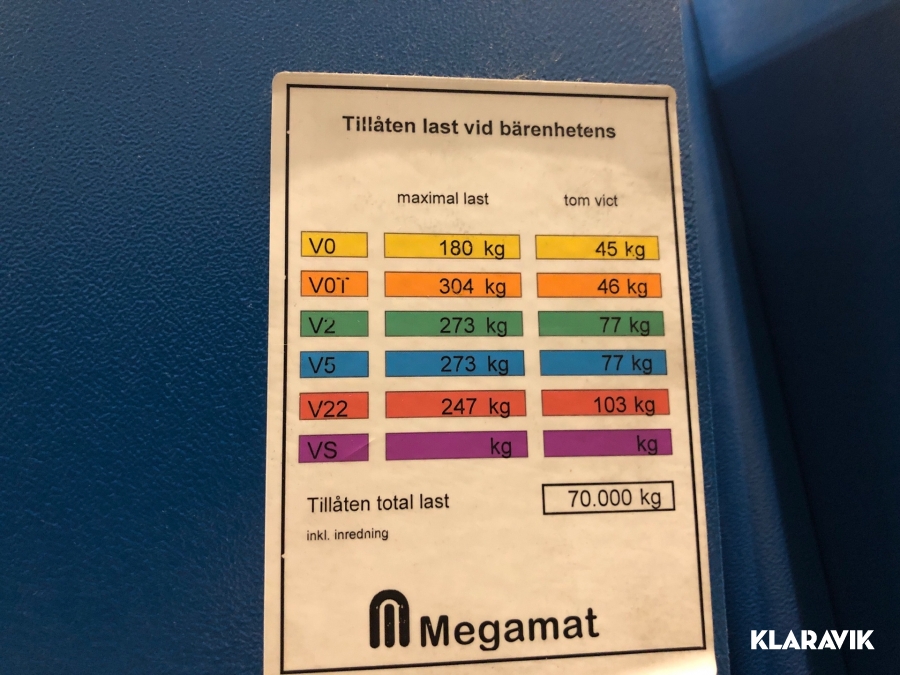 Tillåten last vid bärenhetens
maximal last tom vict
V0 180 kg 45 kg
V0T 304 kg 46 kg
V2 273 kg 77 kg
V5 273 kg 77 kg
V22 247 kg 103 kg
VS kg kg
Tillåten total last 70.000 kg
inkl. inredning
Megamat
KLARAVIK